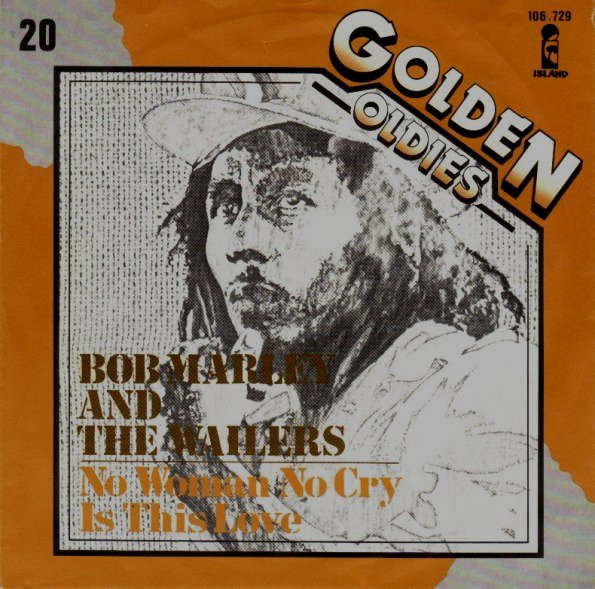 20
106.729
ISLAND
GOLDEN
OLDIES
BOB MARLEY
AND
THE WAILERS
No Woman No Cry
Is This Love